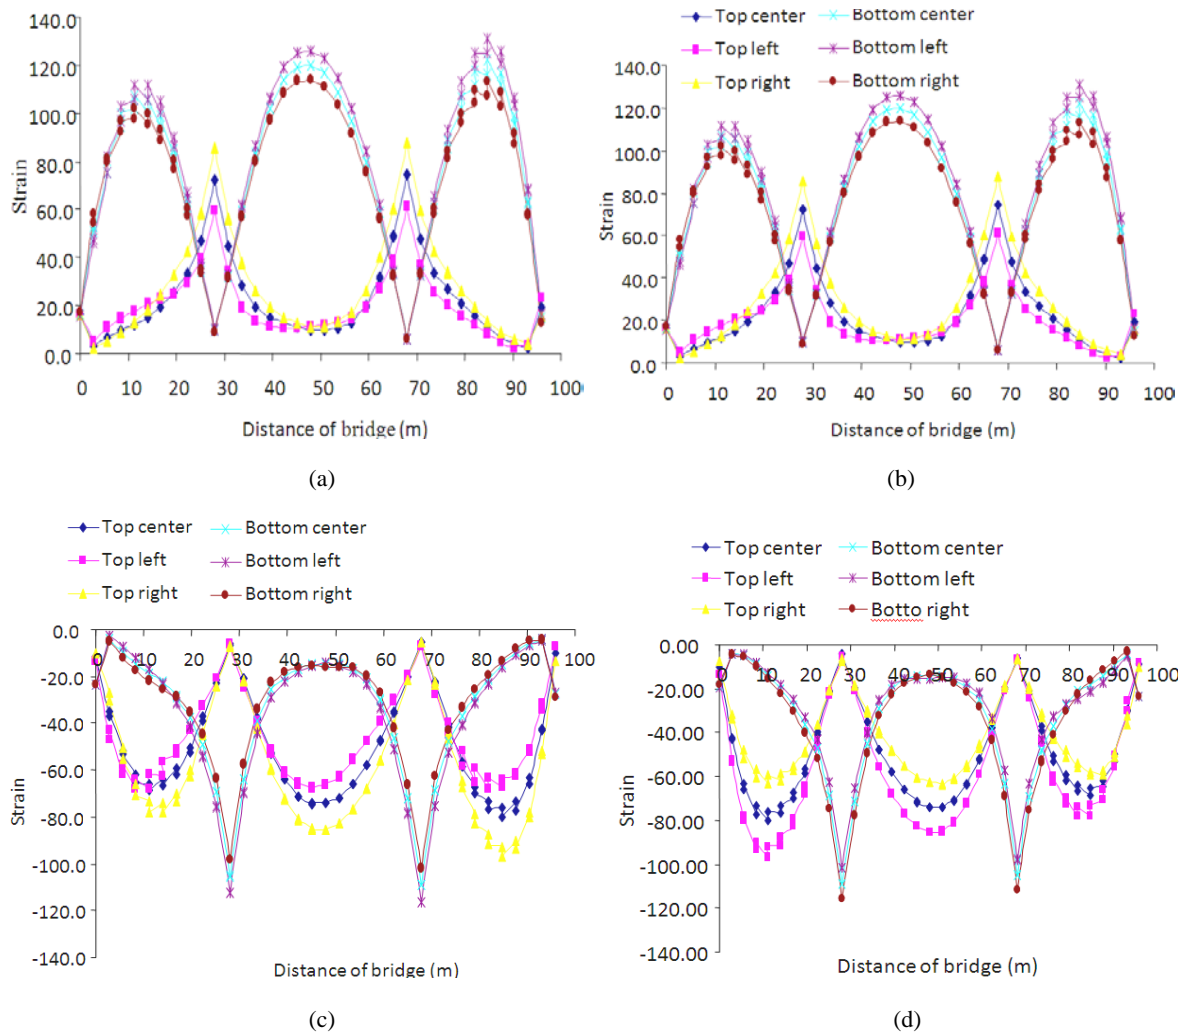 140.0
120.0
100.0
80.0
60.0
40.0
20.0
0.0
Strain
0 10 20 30 40 50 60 70 80 90 100
Distance of bridge (m)
(a)
Top center Bottom center
Top left Bottom left
Top right Bottom right
140.0
120.0
100.0
80.0
60.0
40.0
20.0
0.0
Strain
0 10 20 30 40 50 60 70 80 90 100
Distance of bridge (m)
(b)
Top center Bottom center
Top left Bottom left
Top right Bottom right
0.0
-20.0
-40.0
-60.0
-80.0
-100.0
-120.0
-140.0
Strain
0 10 20 30 40 50 60 70 80 90 100
Distance of bridge (m)
(c)
Top center Bottom center
Top left Bottom left
Top right Botto right
0.00
-20.00
-40.00
-60.00
-80.00
-100.00
-120.00
-140.00
Strain
0 10 20 30 40 50 60 70 80 90 100
Distance of bridge (m)
(d)